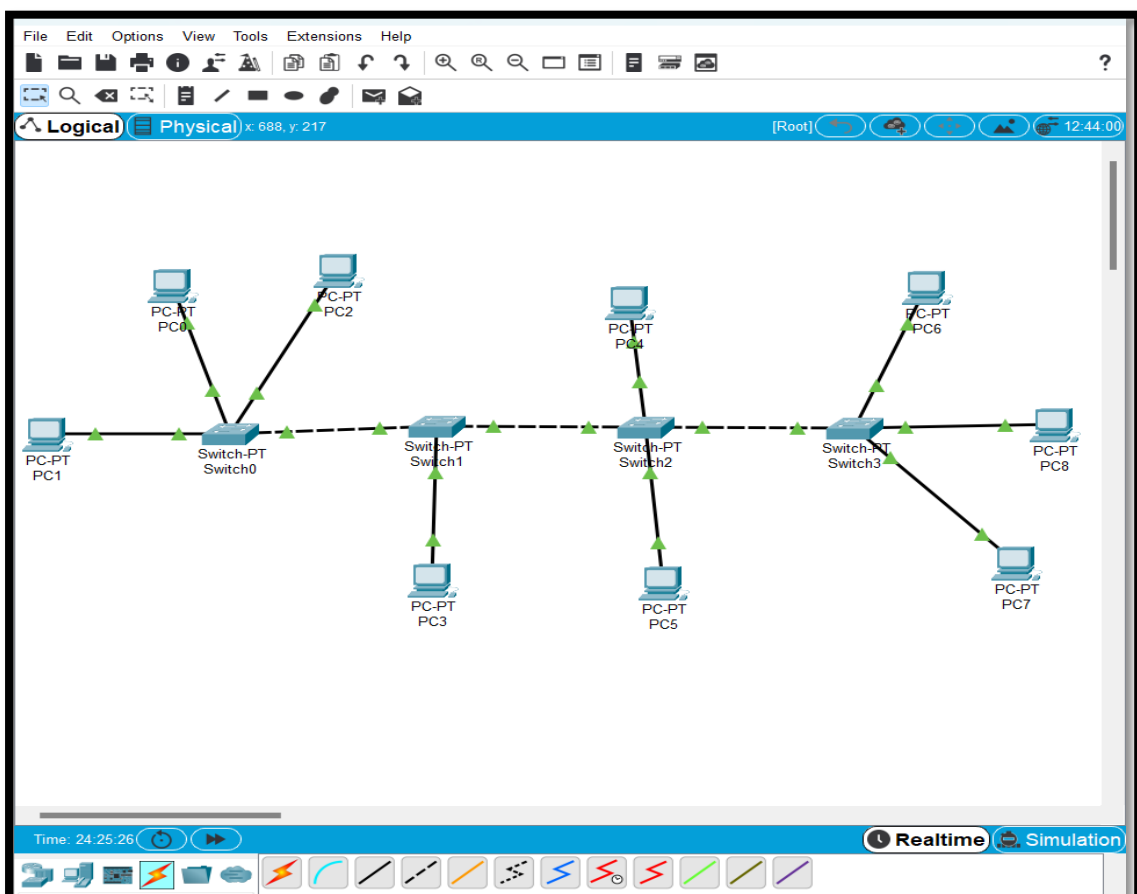 File Edit Options View Tools Extensions Help
?
Logical Physical x: 688, y: 217 [Root] 12:44:00
PC-PT
PC0
PC-PT
PC2
PC-PT
PC4
PC-PT
PC6
PC-PT
PC1
Switch-PT
Switch0
Switch-PT
Switch1
Switch-PT
Switch2
Switch-PT
Switch3
PC-PT
PC8
PC-PT
PC3
PC-PT
PC5
PC-PT
PC7
Time: 24:25:26 Realtime Simulation